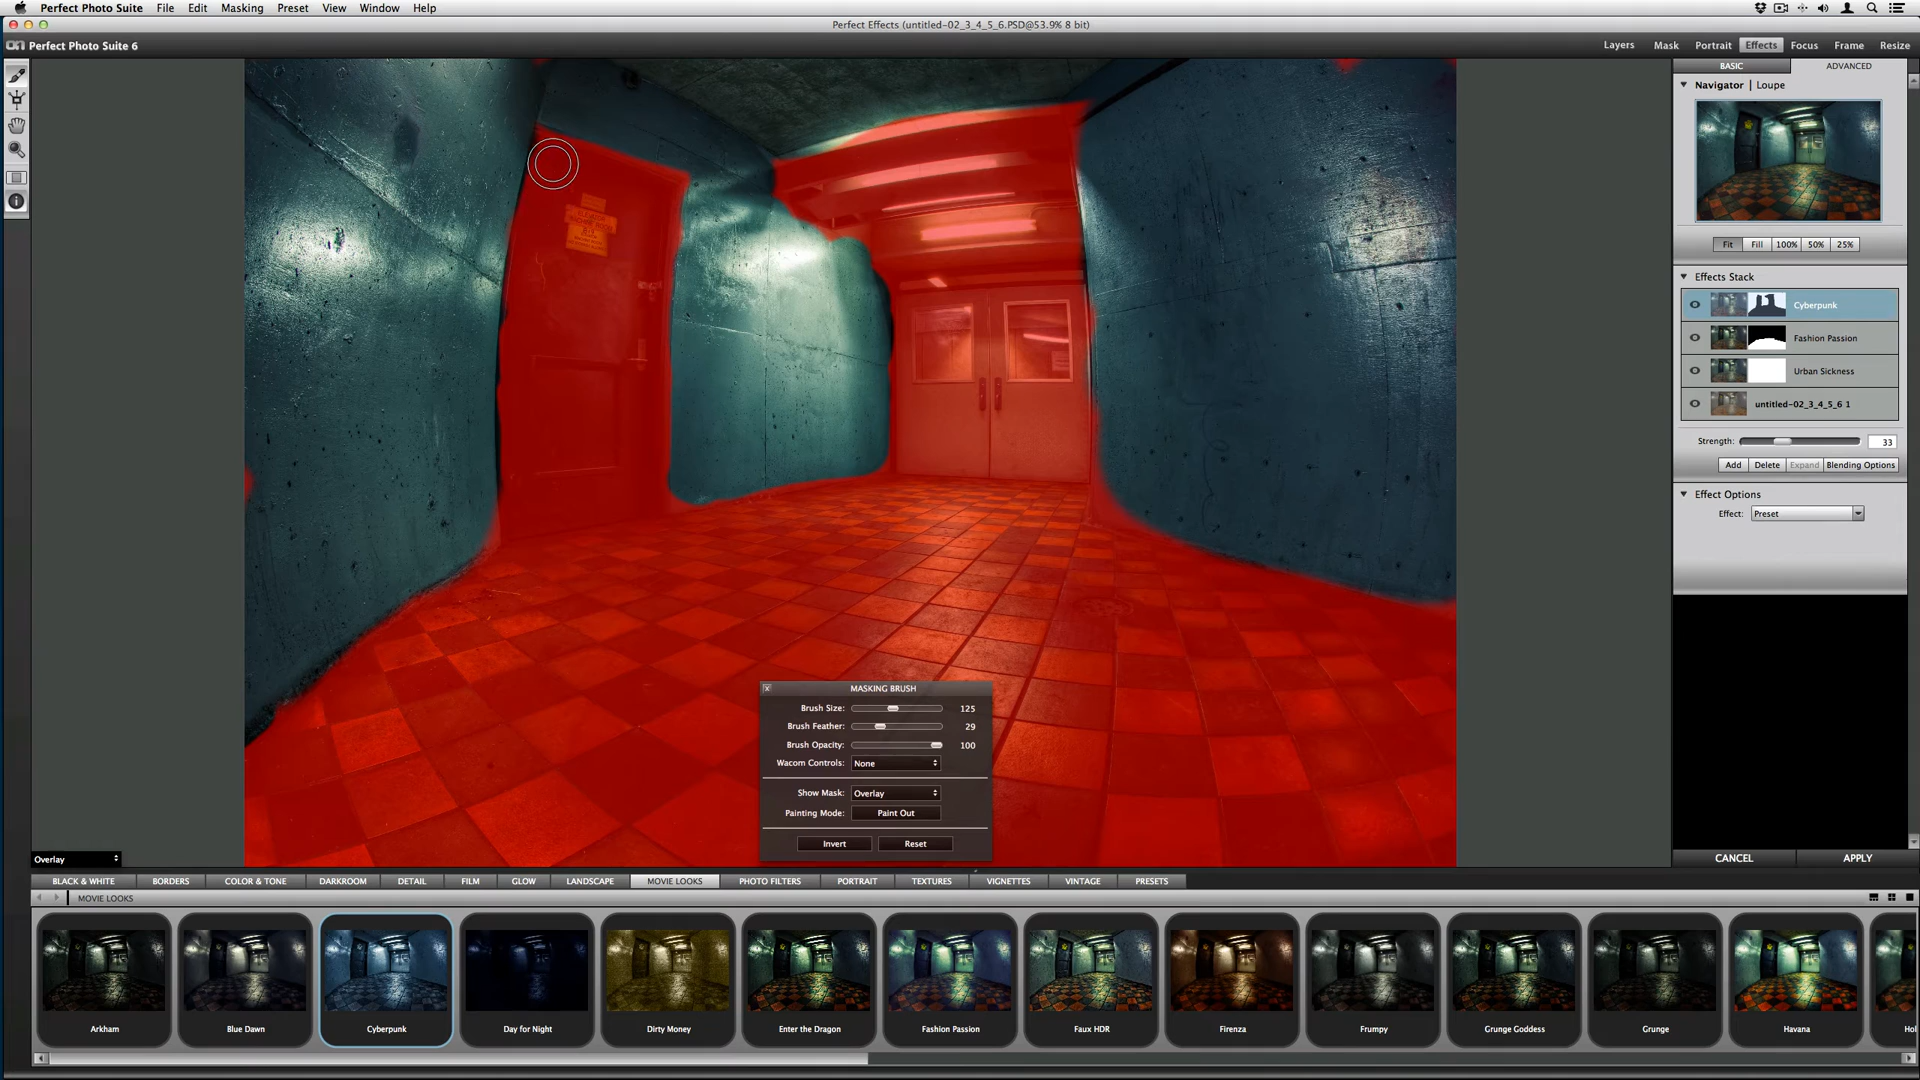 Perfect Photo Suite File Edit Masking Preset View Window Help
Perfect Effects (untitled-02_3_4_5_6.PSD@53.9% 8 bit)
on Perfect Photo Suite 6
Layers Mask Portrait Effects Focus Frame Resize
BASIC ADVANCED
Navigator | Loupe
Fit Fill 100% 50% 25%
Effects Stack
Cyberpunk
Fashion Passion
Urban Sickness
untitled-02_3_4_5_6 1
Strength: 33
Add Delete Expand Blending Options
Effect Options
Effect: Preset
ELEVATOR
MACHINE ROOM
MASKING BRUSH
Brush Size: 125
Brush Feather: 29
Brush Opacity: 100
Wacom Controls: None
Show Mask: Overlay
Painting Mode: Paint Out
Invert Reset
Overlay
CANCEL APPLY
BLACK & WHITE BORDERS COLOR & TONE DARKROOM DETAIL FILM GLOW LANDSCAPE MOVIE LOOKS PHOTO FILTERS PORTRAIT TEXTURES VIGNETTES VINTAGE PRESETS
MOVIE LOOKS
Arkham Blue Dawn Cyberpunk Day for Night Dirty Money Enter the Dragon Fashion Passion Faux HDR Firenza Frumpy Grunge Goddess Grunge Havana Hol